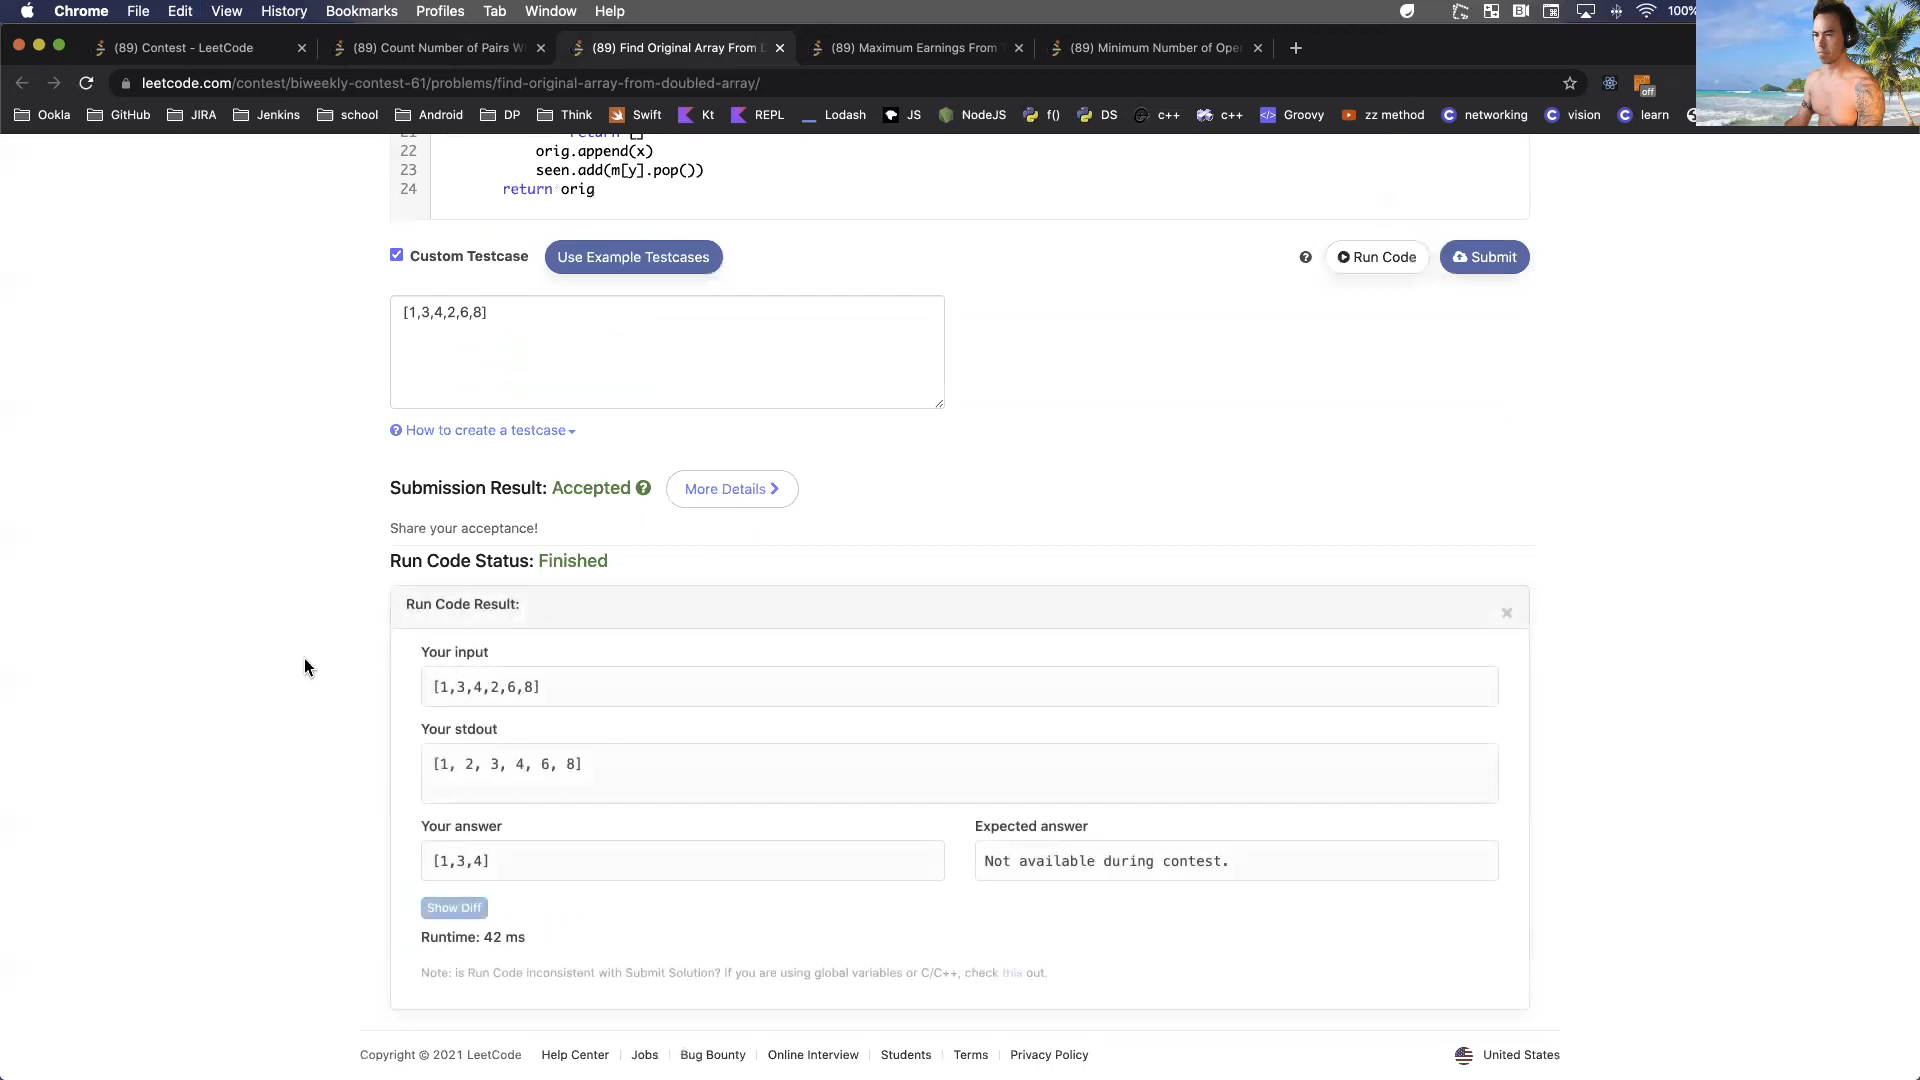 Chrome File Edit View History Bookmarks Profiles Tab Window Help 100%
(89) Contest - LeetCode
(89) Count Number of Pairs W
(89) Find Original Array From D
(89) Maximum Earnings From T
(89) Minimum Number of Oper
leetcode.com/contest/biweekly-contest-61/problems/find-original-array-from-doubled-array/
off
Ookla GitHub JIRA Jenkins school Android DP Think Swift Kt REPL Lodash JS NodeJS f() DS c++ c++ Groovy zz method networking vision learn
21 return []
22 orig.append(x)
23 seen.add(m[y].pop())
24 return orig
Custom Testcase
Use Example Testcases
Run Code
Submit
[1,3,4,2,6,8]
How to create a testcase
Submission Result: Accepted
More Details
Share your acceptance!
Run Code Status: Finished
Run Code Result:
Your input
[1,3,4,2,6,8]
Your stdout
[1, 2, 3, 4, 6, 8]
Your answer
Expected answer
[1,3,4]
Not available during contest.
Show Diff
Runtime: 42 ms
Note: is Run Code inconsistent with Submit Solution? If you are using global variables or C/C++, check this out.
Copyright © 2021 LeetCode Help Center Jobs Bug Bounty Online Interview Students Terms Privacy Policy United States